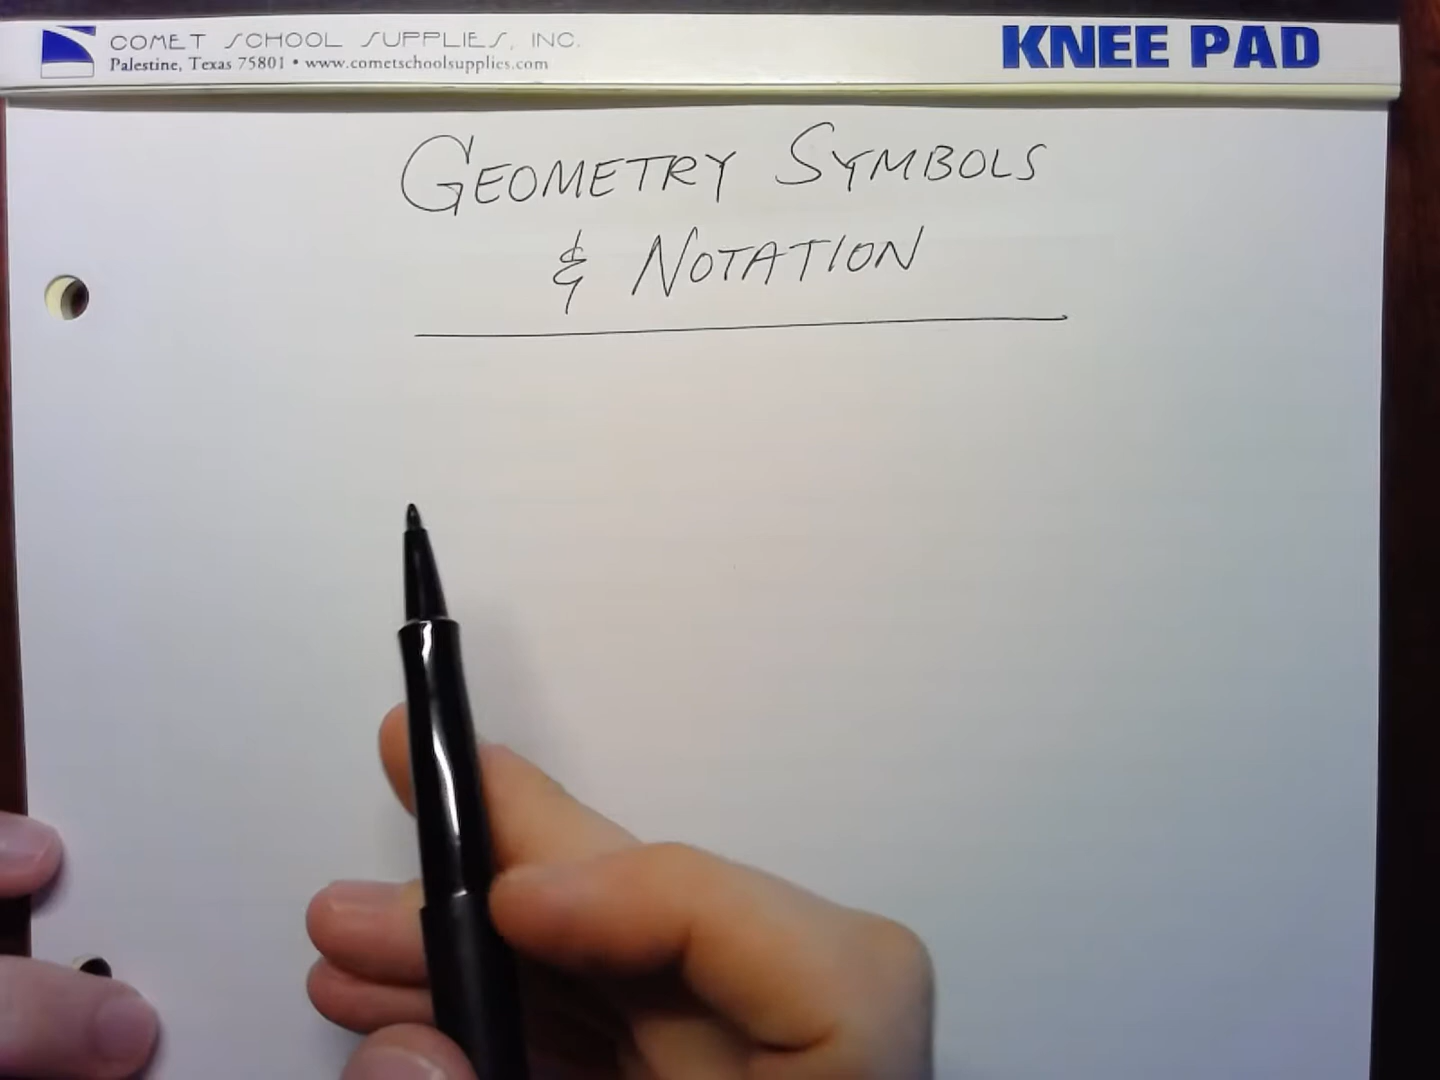 COMET SCHOOL SUPPLIES, INC.
Palestine, Texas 75801 • www.cometschoolsupplies.com
KNEE PAD
GEOMETRY SYMBOLS
& NOTATION